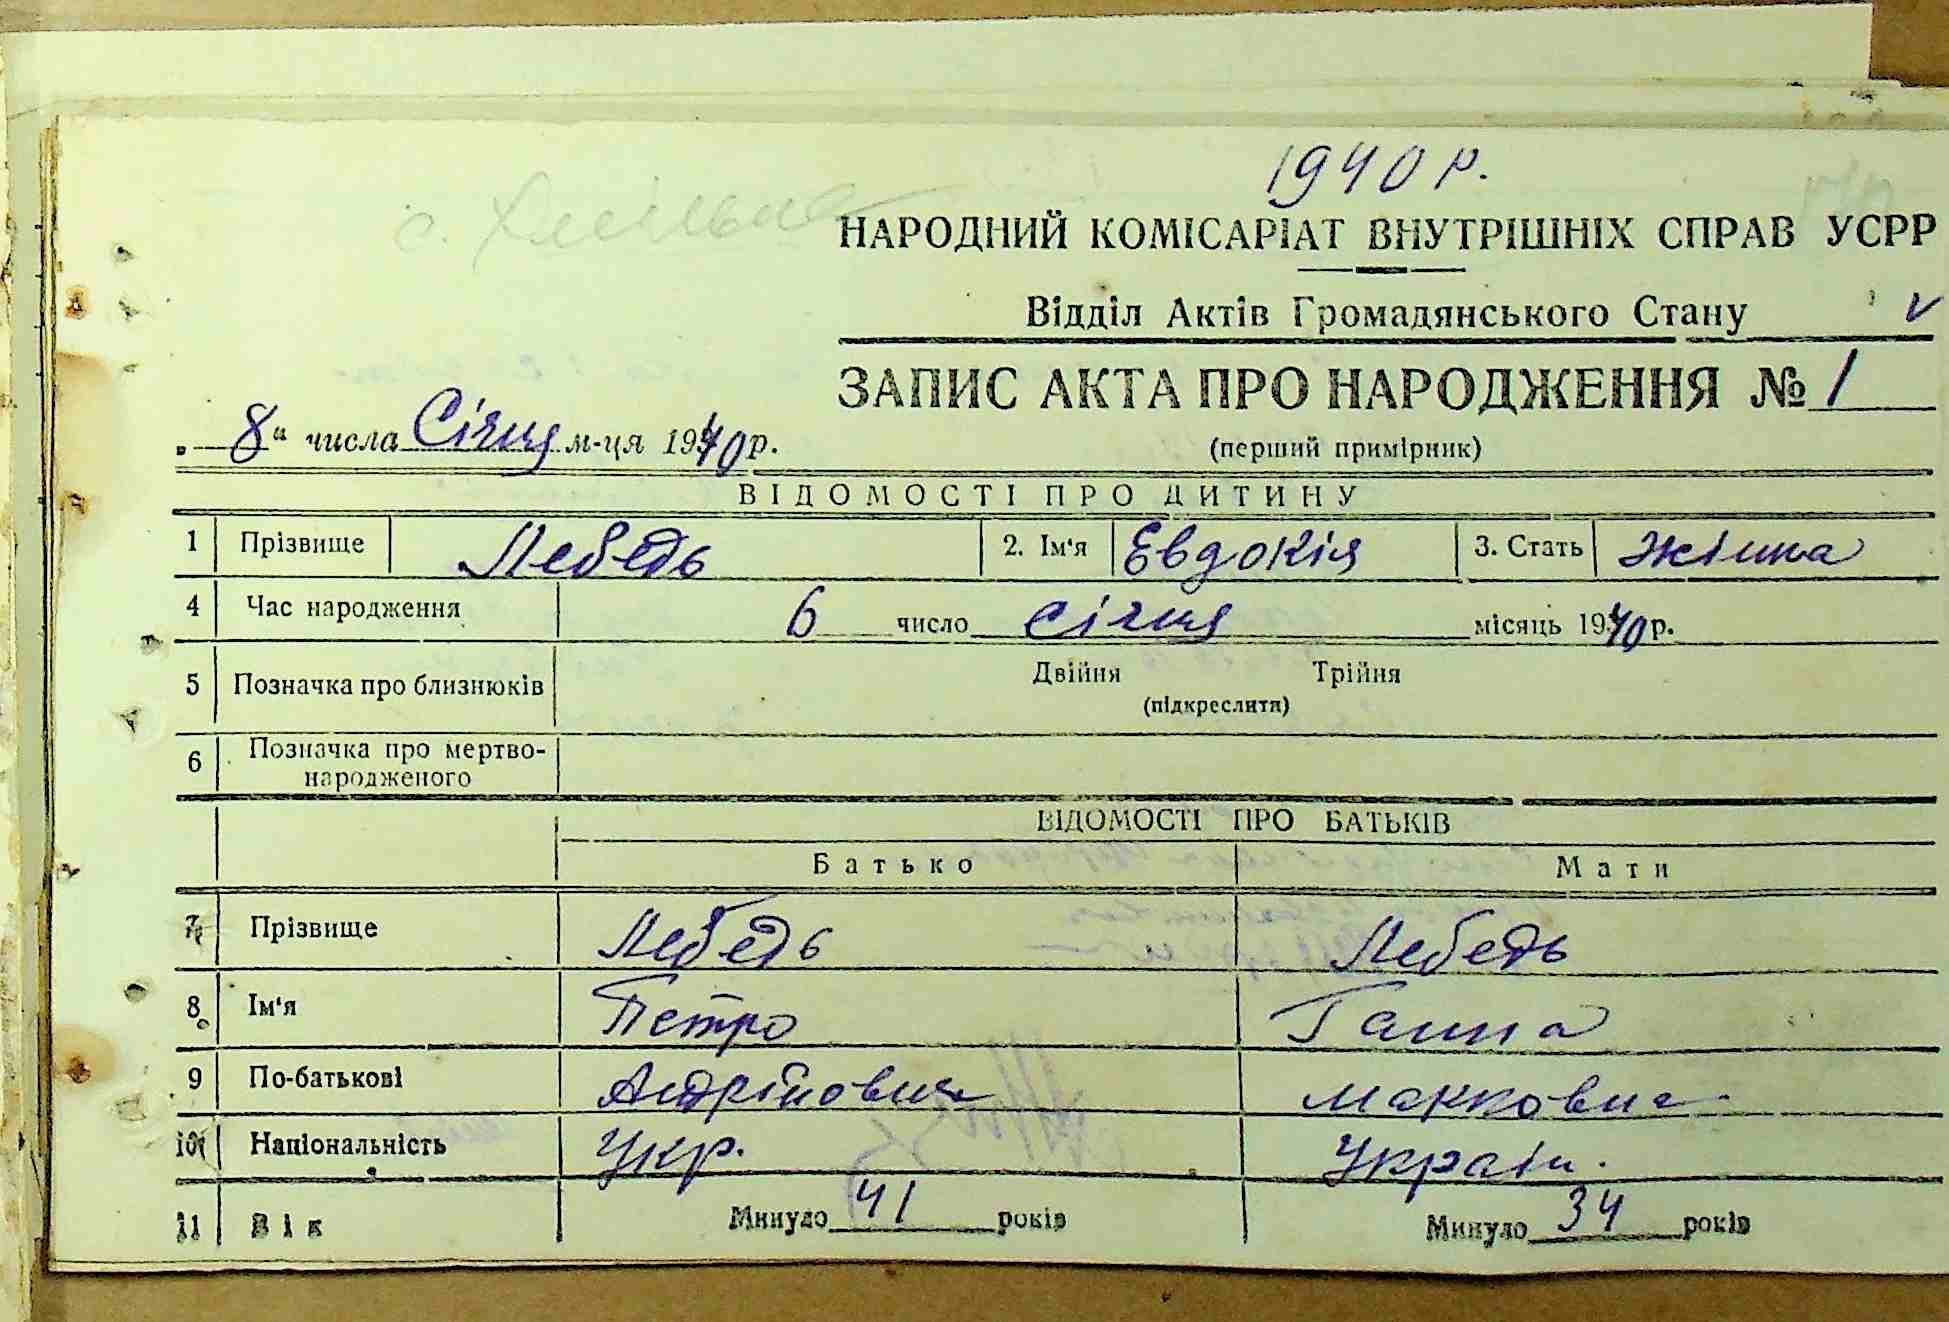 1940 р.
с.
НАРОДНИЙ КОМІСАРІАТ ВНУТРІШНІХ СПРАВ УСРР
Відділ Актів Громадянського Стану
ЗАПИС АКТА ПРО НАРОДЖЕННЯ № 1
„ 8 “ числа Січня м-ця 1940 р.
(перший примірник)
ВІДОМОСТІ ПРО ДИТИНУ
1 Прізвище Лебедь 2. Ім'я Евдокія 3. Стать жіноча
4 Час народження 6 число січня місяць 1940 р.
5 Позначка про близнюків Двійня Трійня
(підкреслити)
6 Позначка про мертво-
народженого
ВІДОМОСТІ ПРО БАТЬКІВ
Батько Мати
7 Прізвище Лебедь Лебедь
8 Ім'я Петро Ганна
9 По-батькові Андрійович
10 Національність Укр. Україн.
11 Вік Минуло 41 років Минуло 34 років